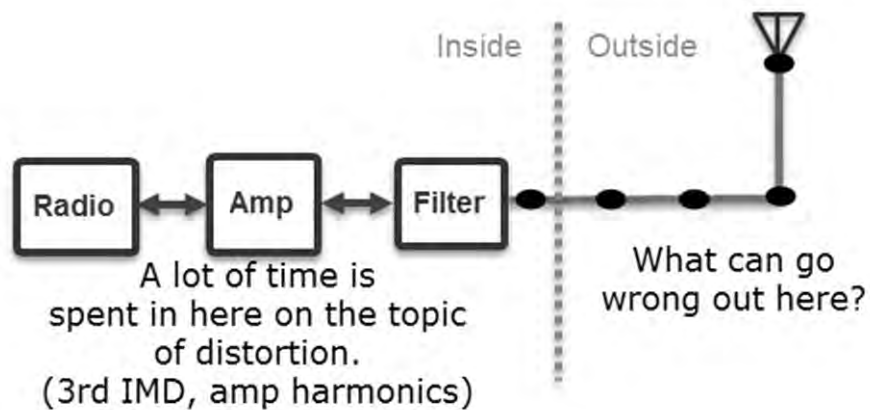 Inside
Outside
Radio
Amp
Filter
A lot of time is
spent in here on the topic
of distortion.
(3rd IMD, amp harmonics)
What can go
wrong out here?